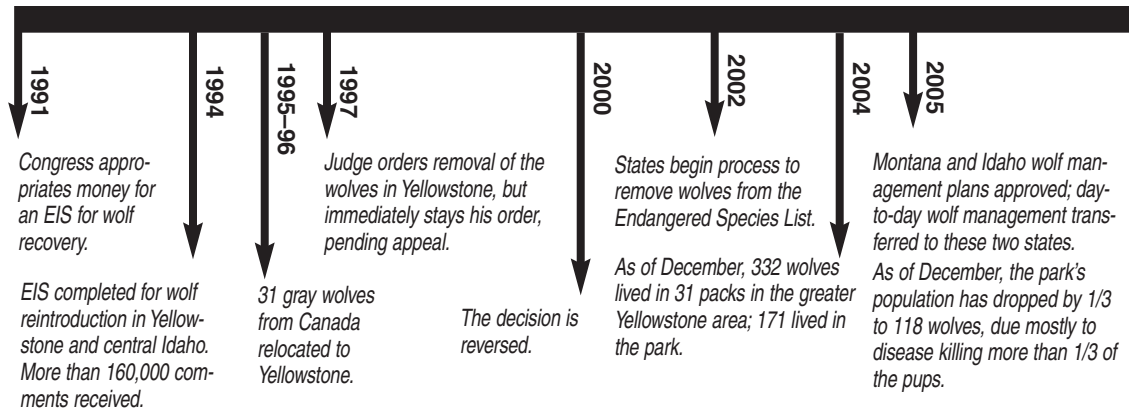 1991
Congress appro-
priates money for
an EIS for wolf
recovery.
1994
EIS completed for wolf
reintroduction in Yellow-
stone and central Idaho.
More than 160,000 com-
ments received.
1995–96
31 gray wolves
from Canada
relocated to
Yellowstone.
1997
Judge orders removal of the
wolves in Yellowstone, but
immediately stays his order,
pending appeal.
2000
The decision is
reversed.
2002
States begin process to
remove wolves from the
Endangered Species List.
2004
As of December, 332 wolves
lived in 31 packs in the greater
Yellowstone area; 171 lived in
the park.
2005
Montana and Idaho wolf man-
agement plans approved; day-
to-day wolf management trans-
ferred to these two states.
As of December, the park's
population has dropped by 1/3
to 118 wolves, due mostly to
disease killing more than 1/3 of
the pups.